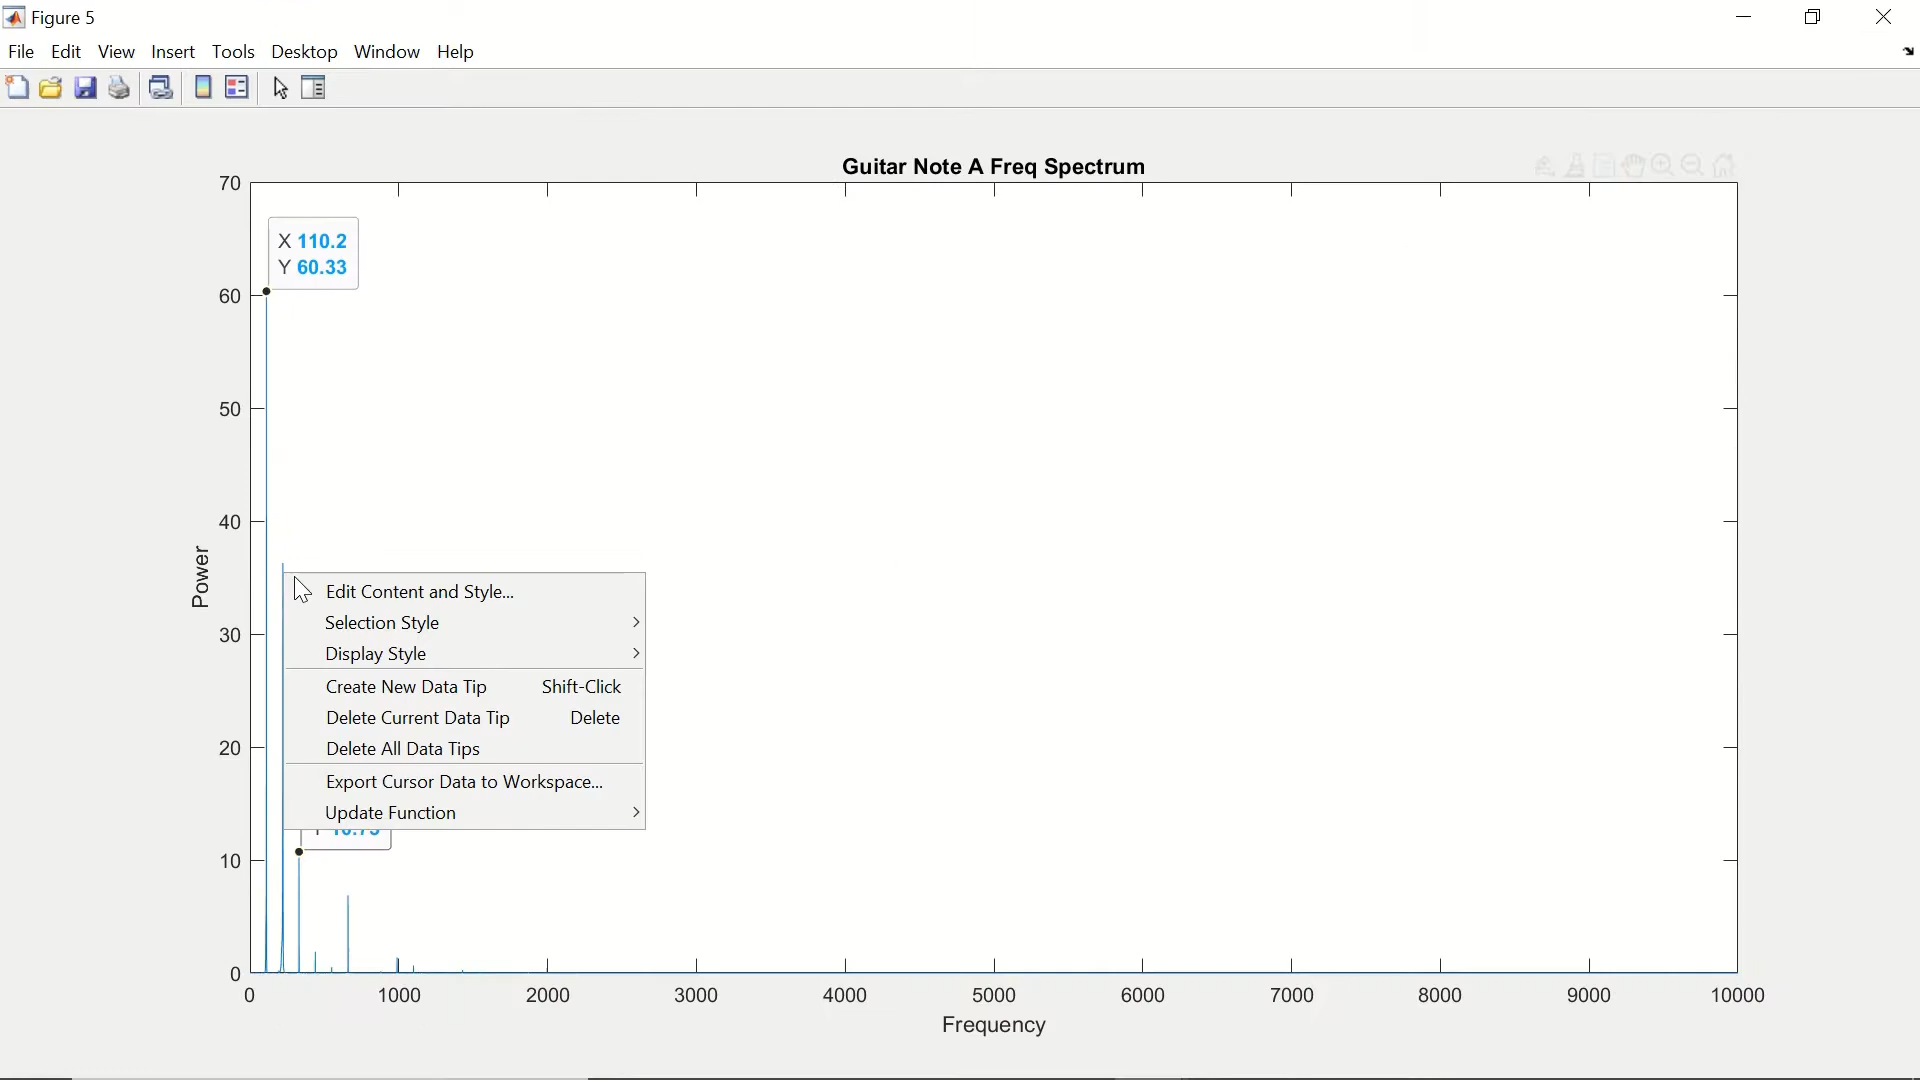 Figure 5
File Edit View Insert Tools Desktop Window Help
Guitar Note A Freq Spectrum
70
X 110.2
Y 60.33
60
50
40
Power
Edit Content and Style...
Selection Style
30
Display Style
Create New Data Tip Shift-Click
Delete Current Data Tip Delete
20
Delete All Data Tips
Export Cursor Data to Workspace...
Update Function
10
0
0 1000 2000 3000 4000 5000 6000 7000 8000 9000 10000
Frequency